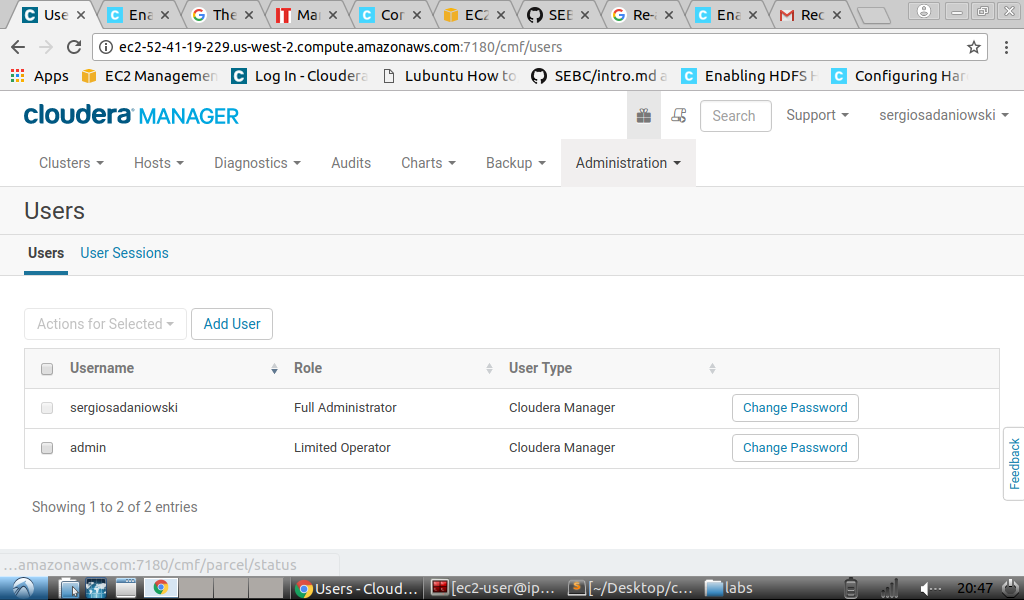 Use Ena The Mai Cor EC2 SEB Re- Ena Rec
ec2-52-41-19-229.us-west-2.compute.amazonaws.com:7180/cmf/users
Apps EC2 Managemen Log In - Cloudera Lubuntu How to SEBC/intro.md a Enabling HDFS H Configuring Har
cloudera MANAGER Search Support sergiosadaniowski
Clusters Hosts Diagnostics Audits Charts Backup Administration
Users
Users User Sessions
Actions for Selected Add User
Username Role User Type
sergiosadaniowski Full Administrator Cloudera Manager Change Password
admin Limited Operator Cloudera Manager Change Password
Feedback
Showing 1 to 2 of 2 entries
...amazonaws.com:7180/cmf/parcel/status
Users - Cloud... [ec2-user@ip... [~/Desktop/c... labs 20:47